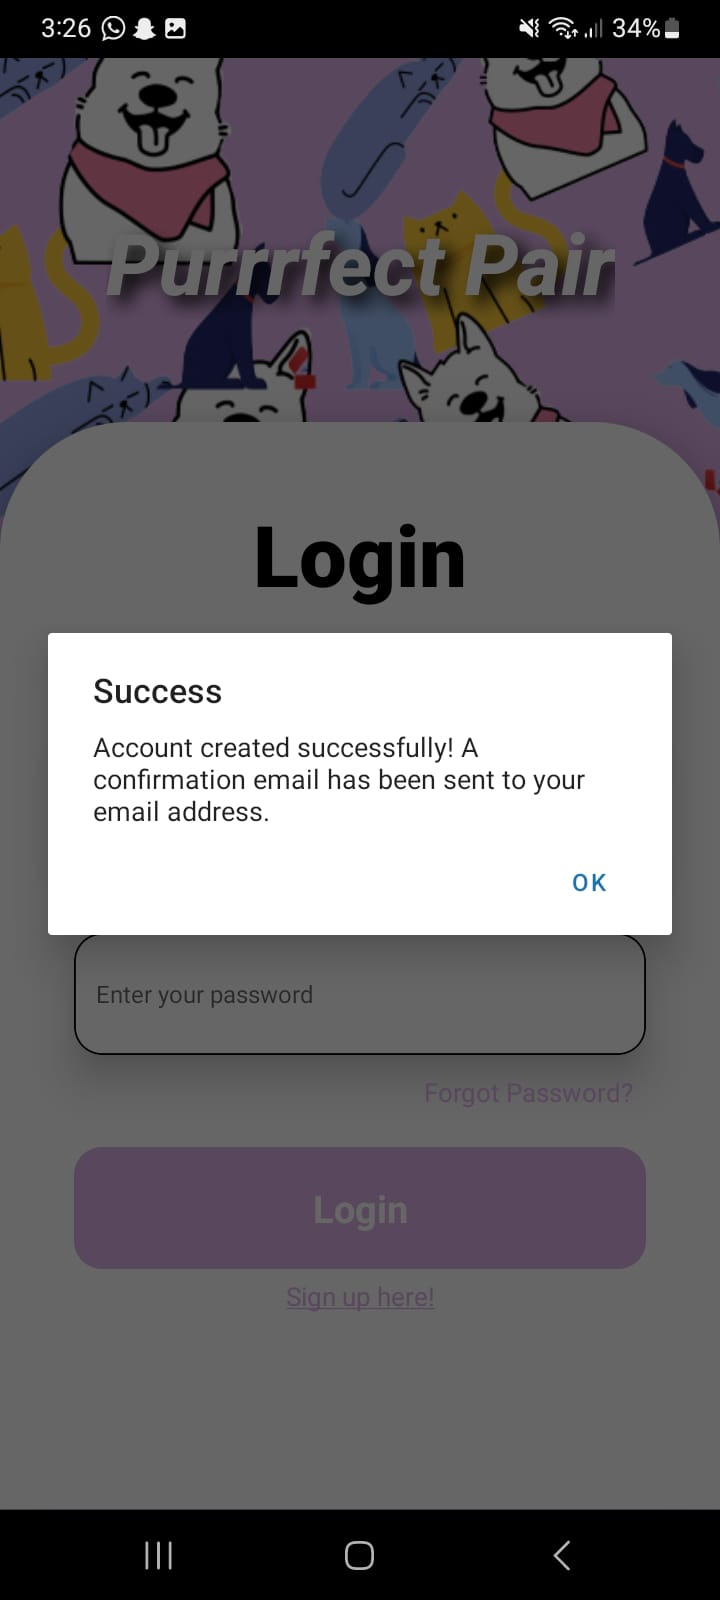 3:26
34%
Purrrfect Pair
Login
Success
Account created successfully! A
confirmation email has been sent to your
email address.
OK
Enter your password
Forgot Password?
Login
Sign up here!